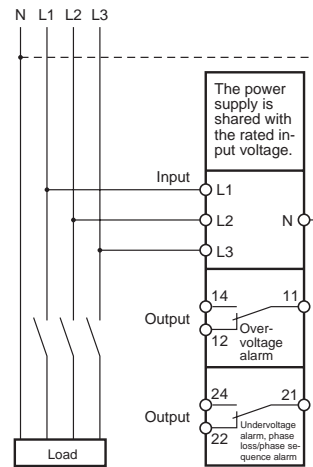 N L1 L2 L3
The power
supply is
shared with
the rated in-
put voltage.
Input
L1
L2
N
L3
14
11
Output
12
Over-
voltage
alarm
24
21
Output
22
Undervoltage
alarm, phase
loss/phase se-
quence alarm
Load